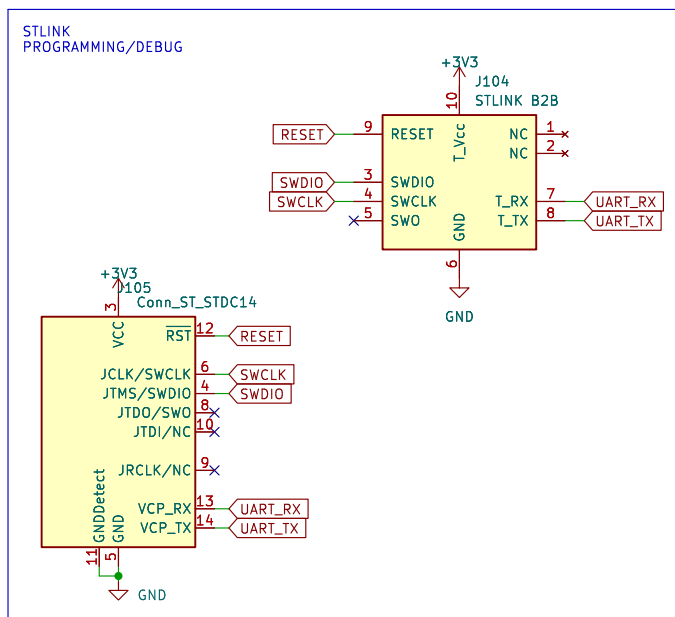 STLINK
PROGRAMMING/DEBUG
+3V3
J104
STLINK B2B
10
T_Vcc
RESET
9
RESET
NC
1
NC
2
SWDIO
3
SWDIO
SWCLK
4
SWCLK
T_RX
7
UART_RX
5
SWO
T_TX
8
UART_TX
GND
6
GND
+3V3
J105
Conn_ST_STDC14
3
VCC
RST
12
RESET
JCLK/SWCLK
6
SWCLK
JTMS/SWDIO
4
SWDIO
JTDO/SWO
8
JTDI/NC
10
JRCLK/NC
9
VCP_RX
13
UART_RX
VCP_TX
14
UART_TX
GNDDetect
GND
11
5
GND